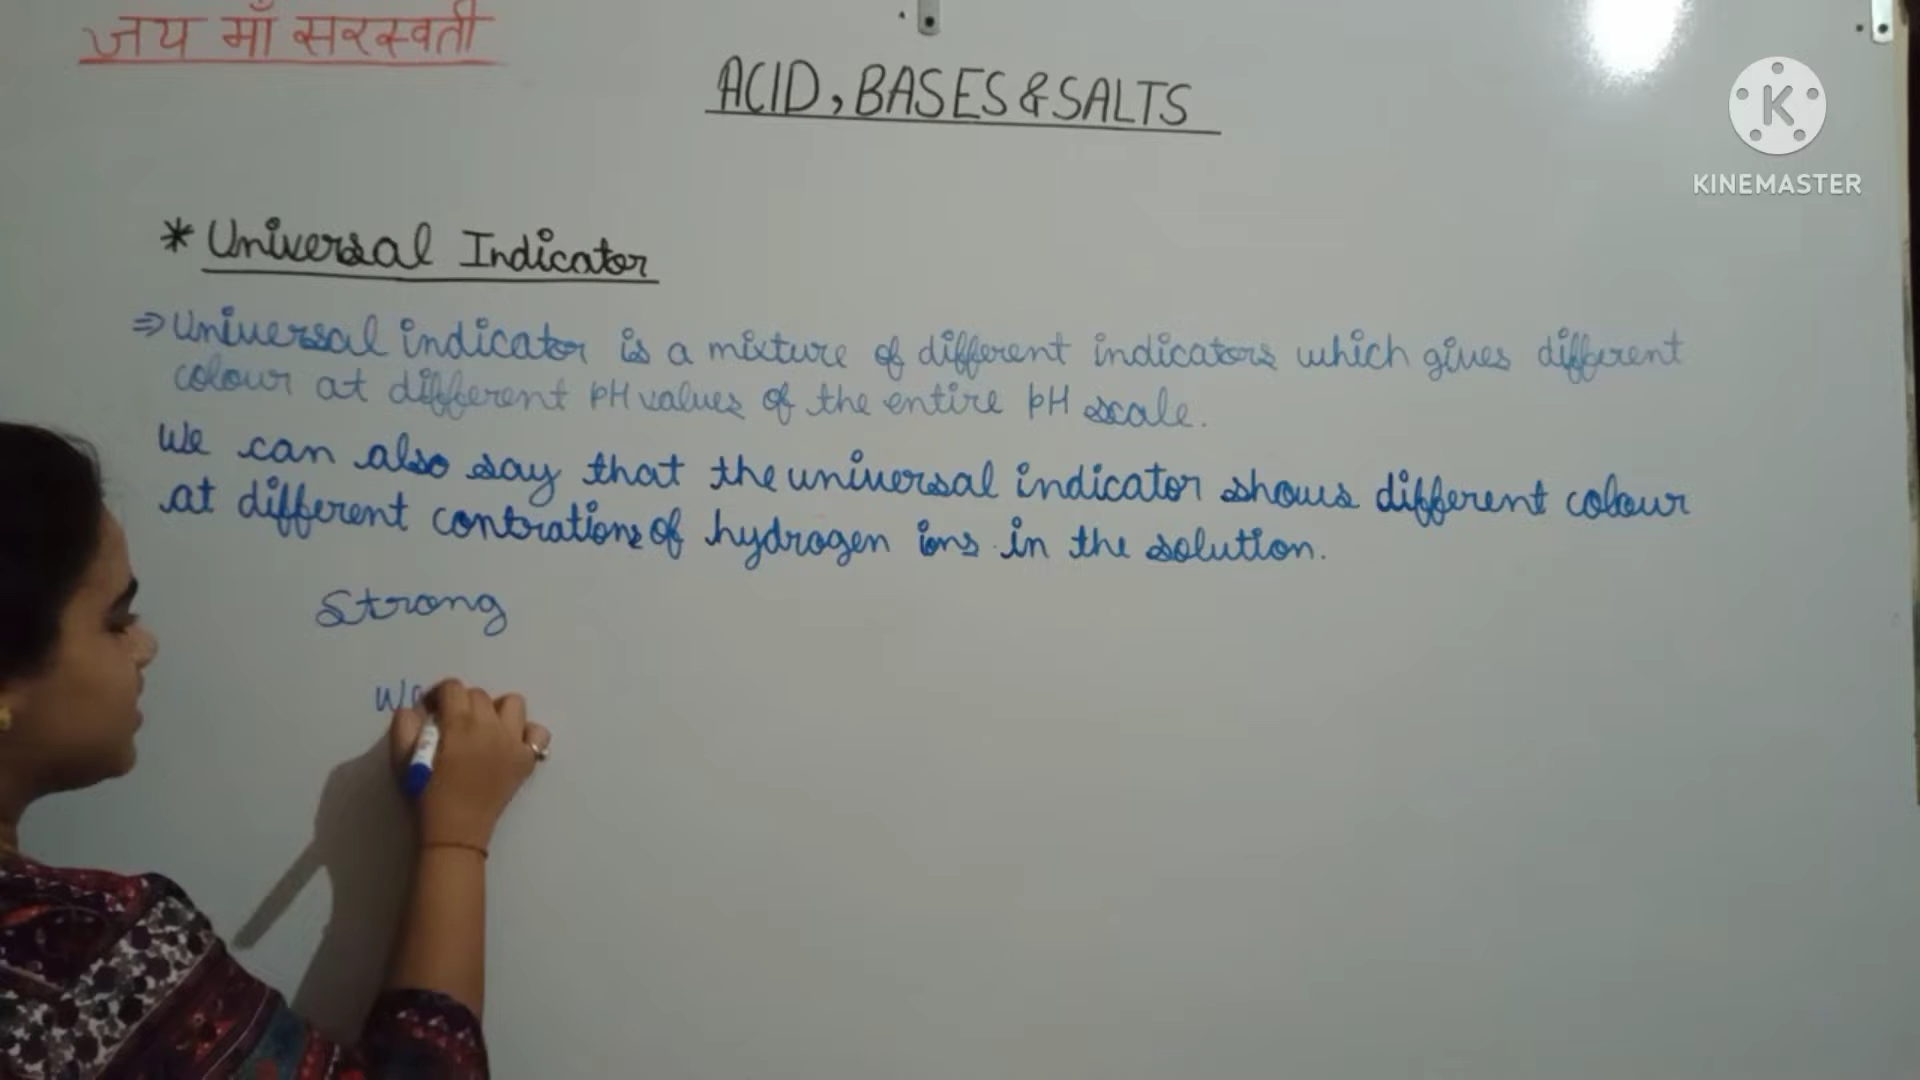 जय माँ सरस्वती
ACID, BASES & SALTS
K
KINEMASTER
* Universal Indicator
⇒ Universal indicator is a mixture of different indicators which gives different
colour at different pH values of the entire pH scale.
We can also say that the universal indicator shows different colour
at different contrations of hydrogen ions in the solution.
Strong